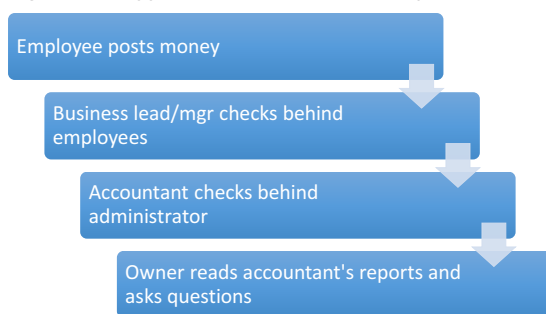 Employee posts money
Business lead/mgr checks behind
employees
Accountant checks behind
administrator
Owner reads accountant's reports and
asks questions